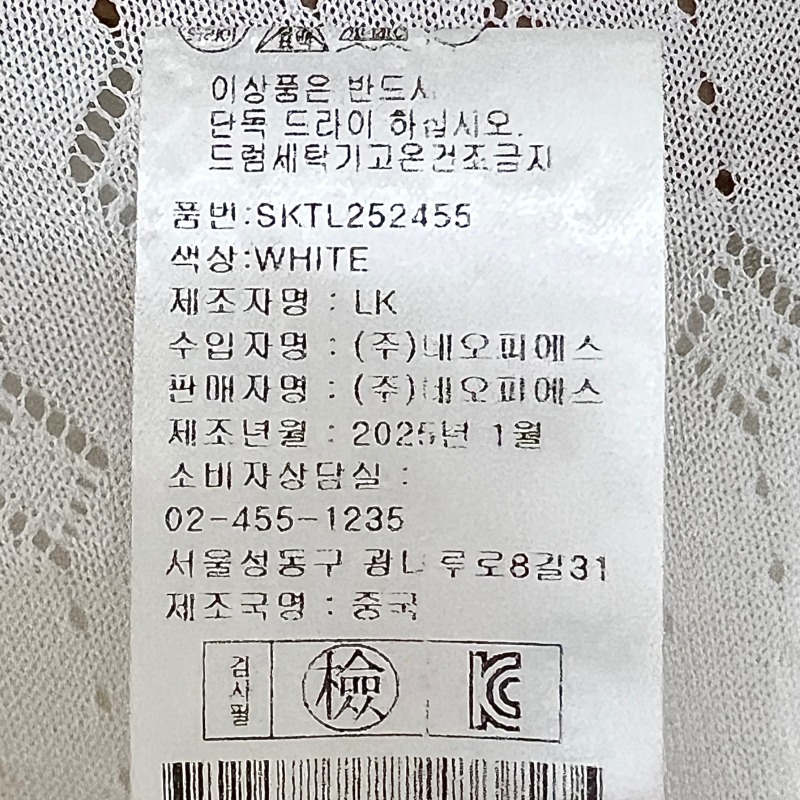 드라이
이상품은 반드시
단독 드라이 하십시오.
드럼세탁기고온건조금지
품번:SKTL252455
색상:WHITE
제조자명 : LK
수입자명 : (주)네오피에스
판매자명 : (주)네오피에스
제조년월 : 2025년 1월
소비자상담실 :
02-455-1235
서울성동구 광나루로8길31
제조국명 : 중국
검사필 檢 KC